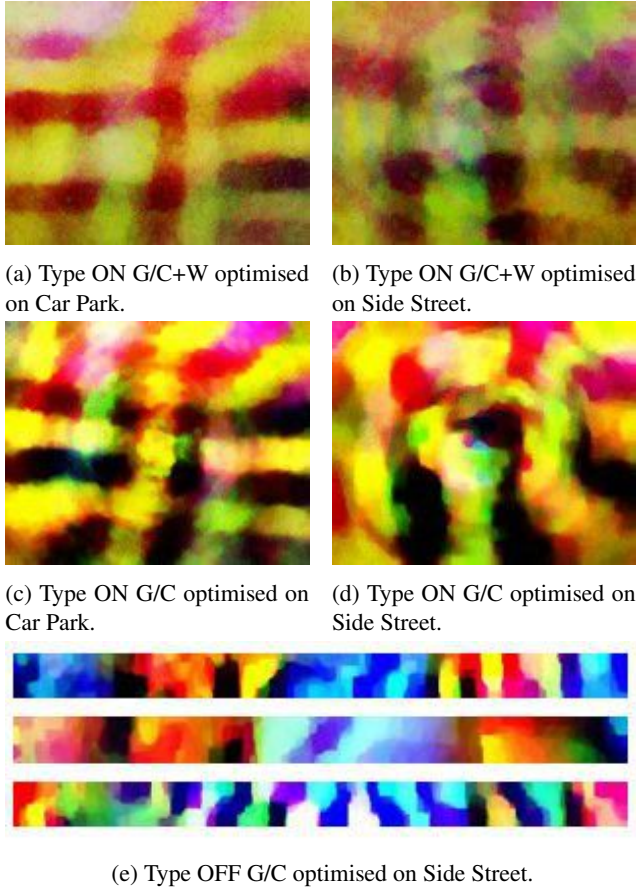 (a) Type ON G/C+W optimised
on Car Park.
(b) Type ON G/C+W optimised
on Side Street.
(c) Type ON G/C optimised on
Car Park.
(d) Type ON G/C optimised on
Side Street.
(e) Type OFF G/C optimised on Side Street.